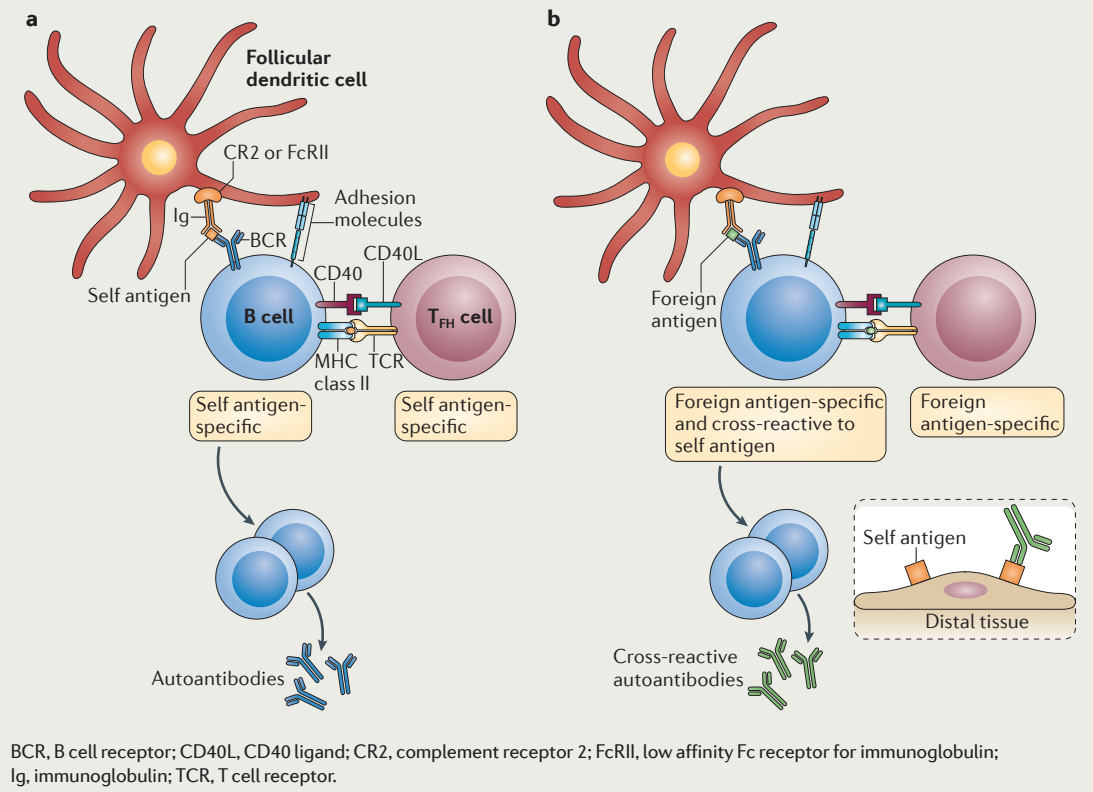 a
Follicular
dendritic cell
CR2 or FcRII
Ig
BCR
Adhesion
molecules
Self antigen
CD40
CD40L
B cell
TFH cell
MHC
class II
TCR
Self antigen-
specific
Self antigen-
specific
Autoantibodies
b
Foreign
antigen
Foreign antigen-specific
and cross-reactive to
self antigen
Foreign
antigen-specific
Self antigen
Distal tissue
Cross-reactive
autoantibodies
BCR, B cell receptor; CD40L, CD40 ligand; CR2, complement receptor 2; FcRII, low affinity Fc receptor for immunoglobulin;
Ig, immunoglobulin; TCR, T cell receptor.